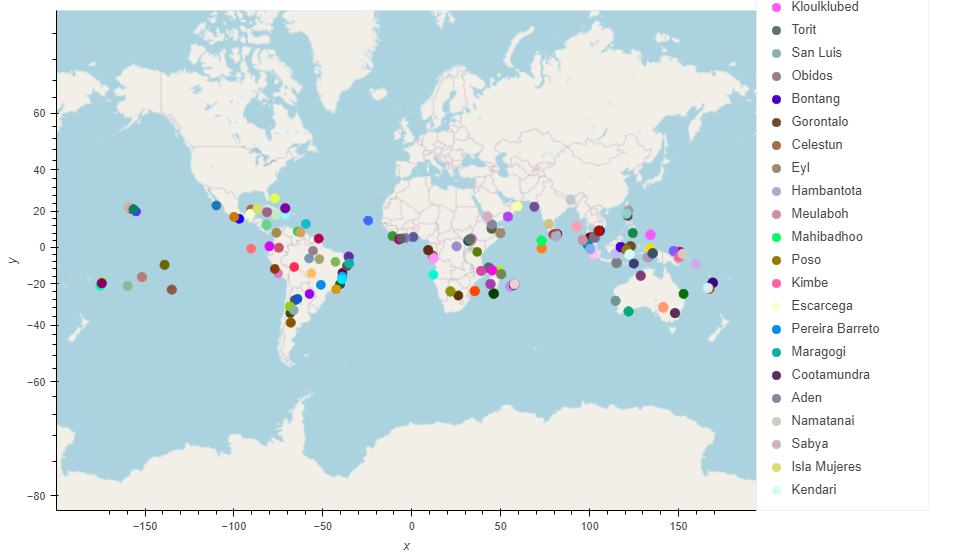 Kloulklubed
Torit
San Luis
Obidos
Bontang
Gorontalo
Celestun
Eyl
Hambantota
Meulaboh
Mahibadhoo
Poso
Kimbe
Escarcega
Pereira Barreto
Maragogi
Cootamundra
Aden
Namatanai
Sabya
Isla Mujeres
Kendari
60
40
20
0
−20
−40
−60
−80
y
−150
−100
−50
0
50
100
150
x